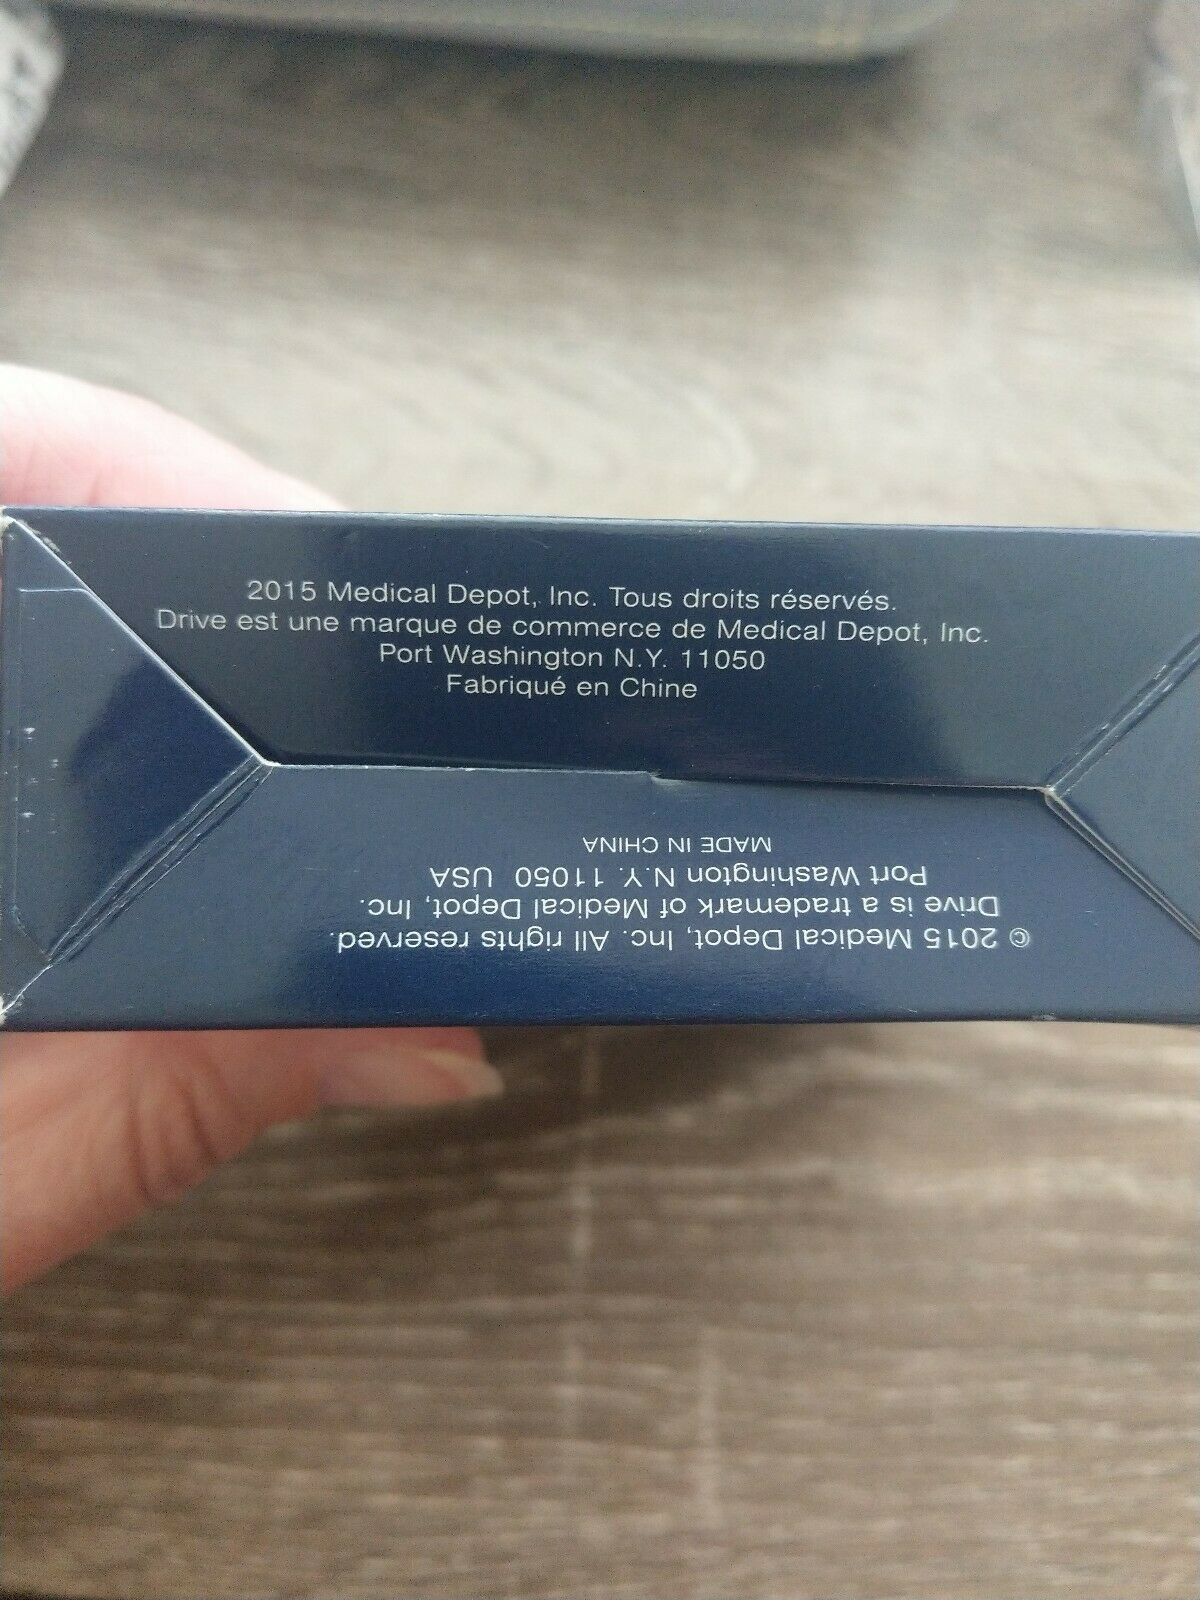 2015 Medical Depot, Inc. Tous droits réservés.
Drive est une marque de commerce de Medical Depot, Inc.
Port Washington N.Y. 11050
Fabriqué en Chine
© 2015 Medical Depot, Inc. All rights reserved.
Drive is a trademark of Medical Depot, Inc.
Port Washington N.Y. 11050 USA
MADE IN CHINA